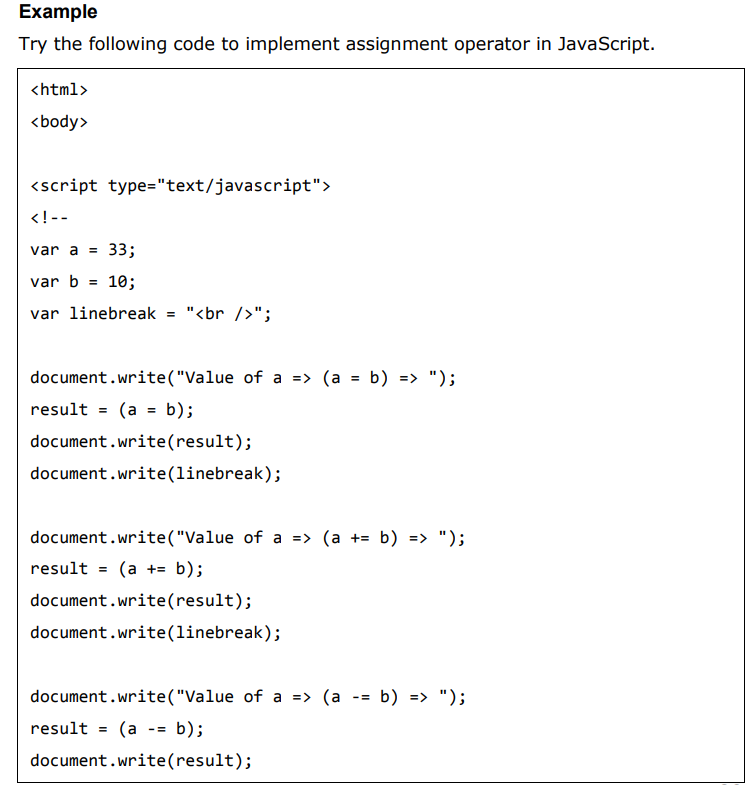 Example
Try the following code to implement assignment operator in JavaScript.
<html>
<body>
<script type="text/javascript">
<!--
var a = 33;
var b = 10;
var linebreak = "<br />";
document.write("Value of a => (a = b) => ");
result = (a = b);
document.write(result);
document.write(linebreak);
document.write("Value of a => (a += b) => ");
result = (a += b);
document.write(result);
document.write(linebreak);
document.write("Value of a => (a -= b) => ");
result = (a -= b);
document.write(result);